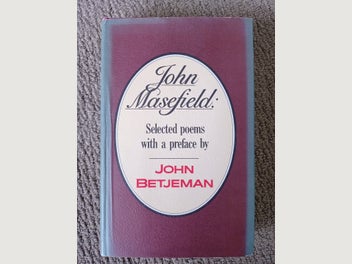 John
Masefield:
Selected poems
with a preface by
JOHN
BETJEMAN